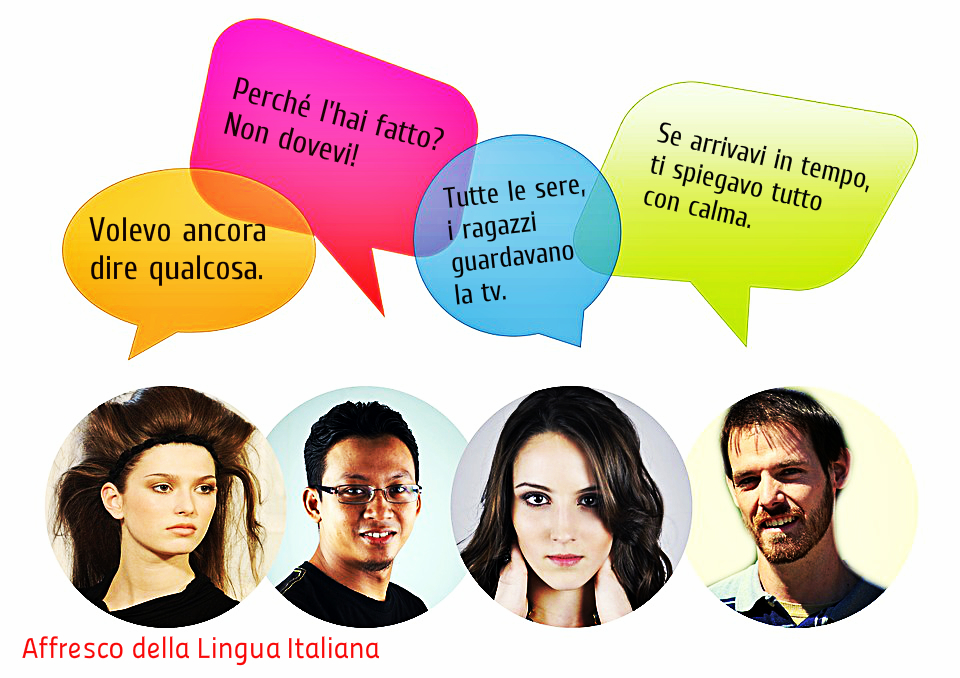 Perché l'hai fatto?
Non dovevi!
Volevo ancora
dire qualcosa.
Tutte le sere,
i ragazzi
guardavano
la tv.
Se arrivavi in tempo,
ti spiegavo tutto
con calma.
Affresco della Lingua Italiana